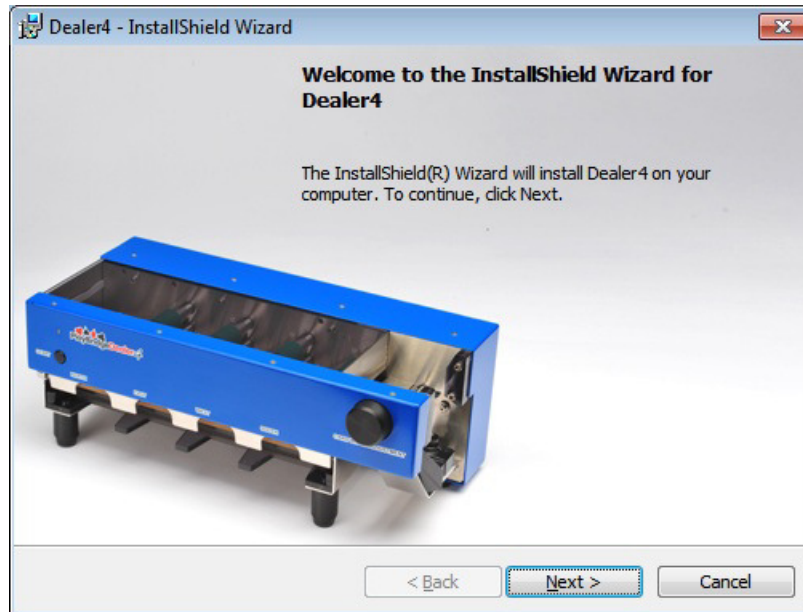 Dealer4 - InstallShield Wizard
Welcome to the InstallShield Wizard for
Dealer4
The InstallShield(R) Wizard will install Dealer4 on your
computer. To continue, click Next.
PlaybridgeDealer4
< Back
Next >
Cancel